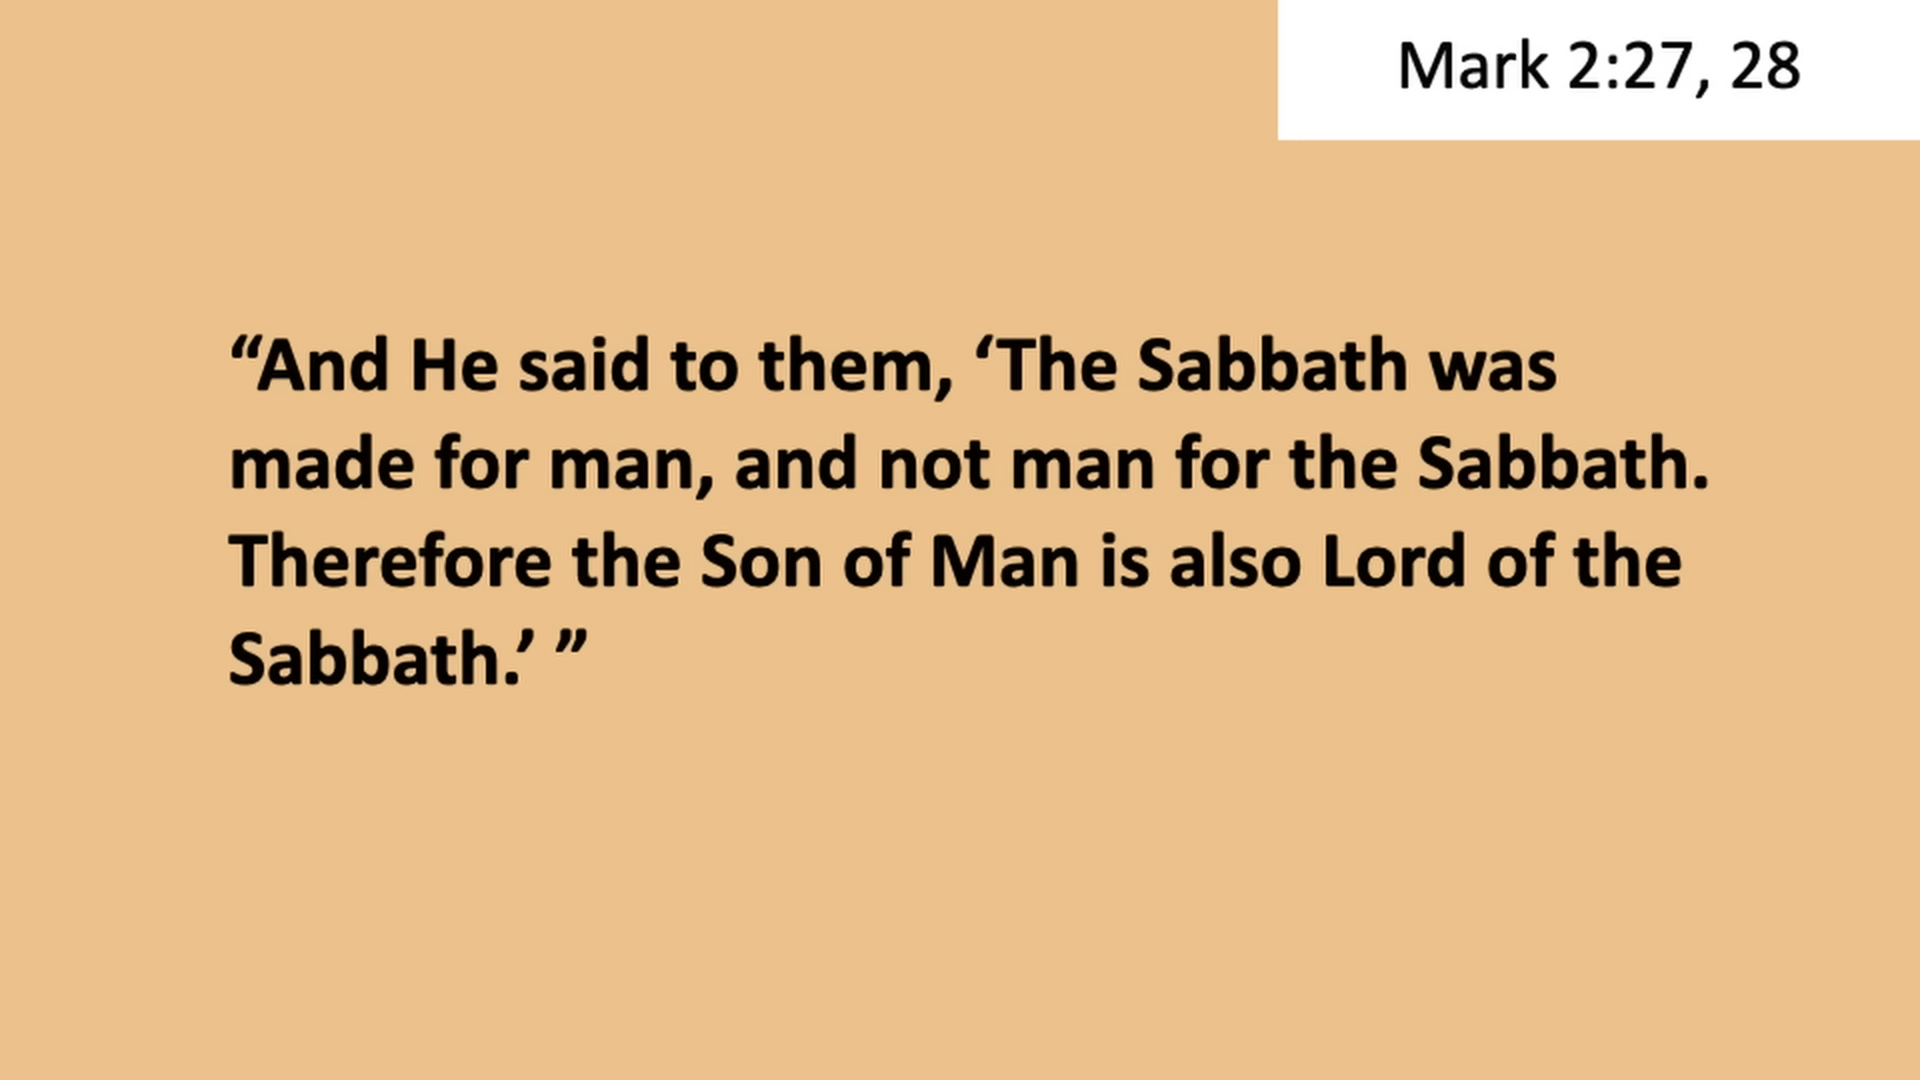 Mark 2:27, 28
“And He said to them, ‘The Sabbath was
made for man, and not man for the Sabbath.
Therefore the Son of Man is also Lord of the
Sabbath.’ ”